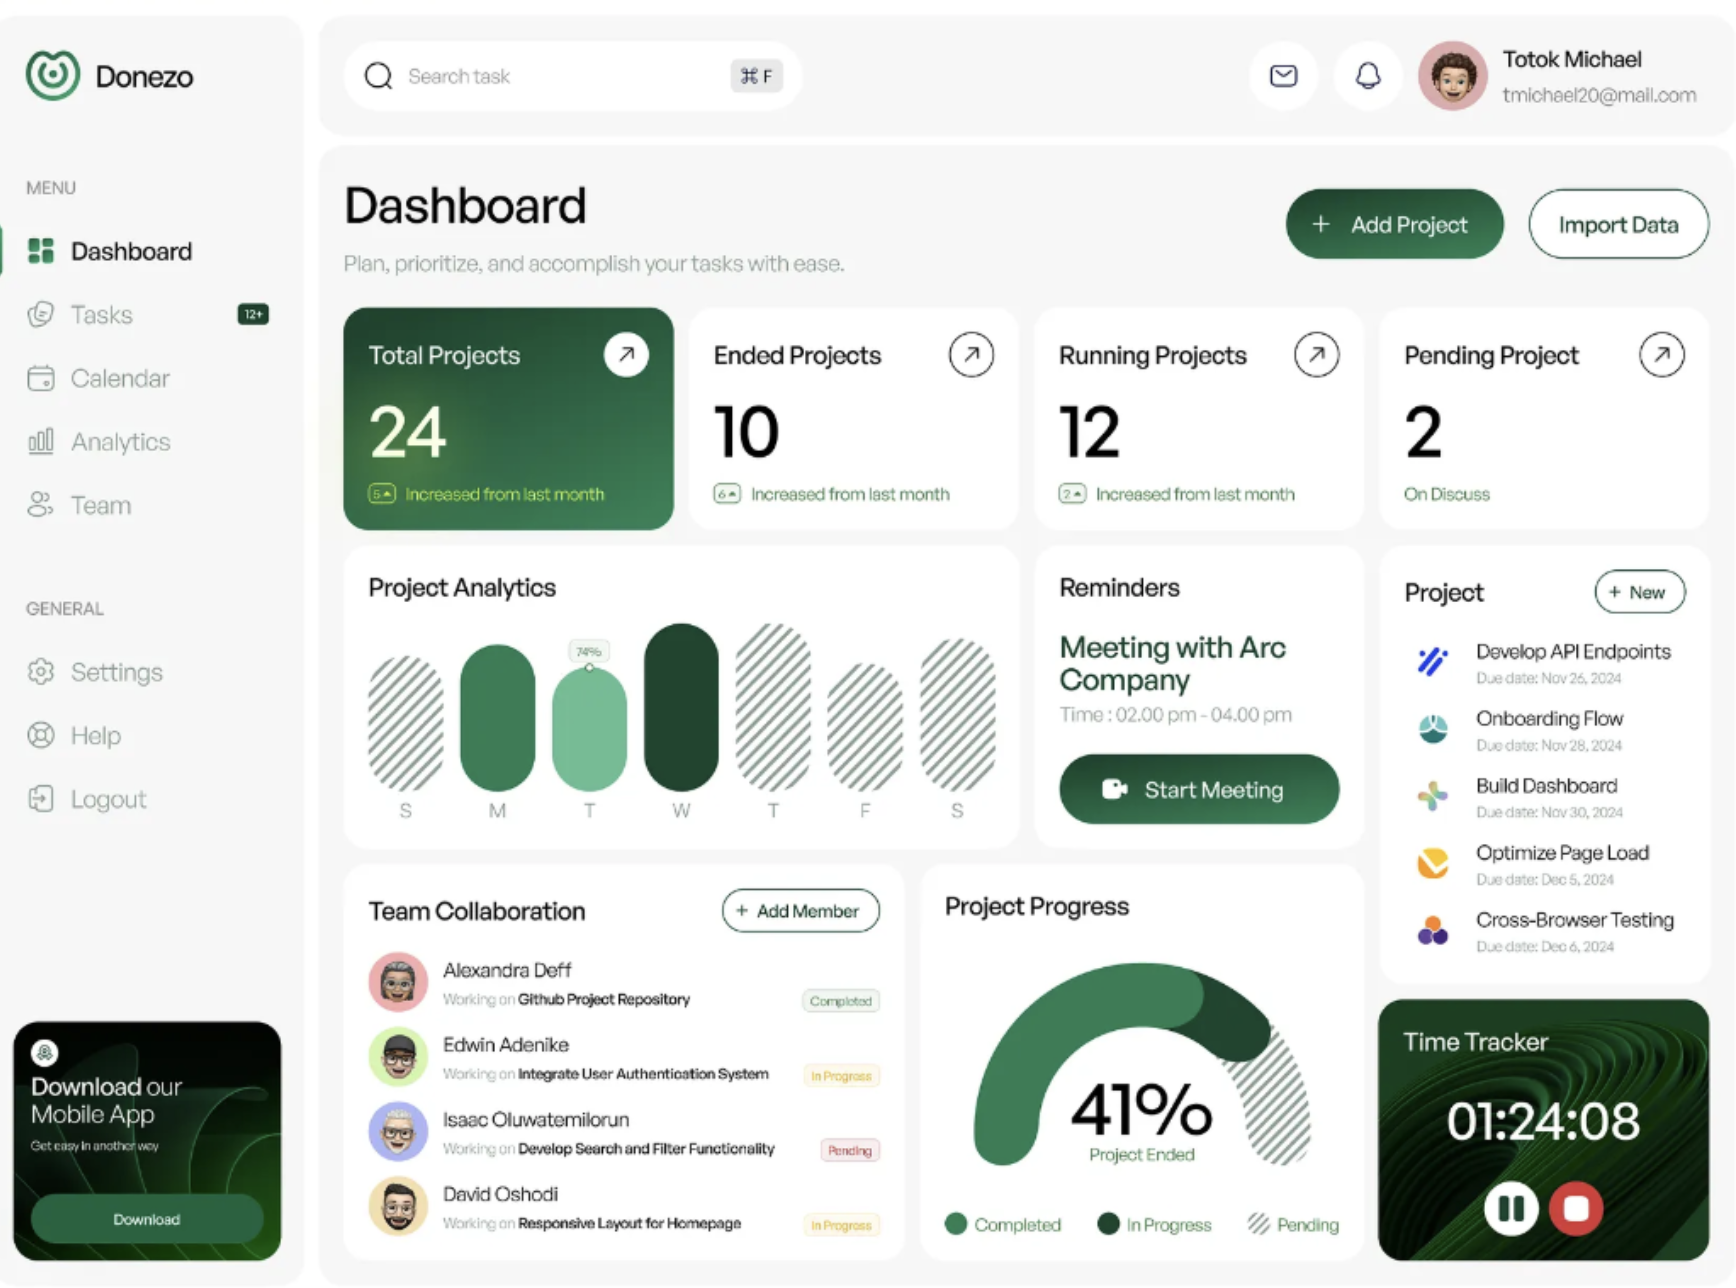 Donezo
MENU
Dashboard
Tasks
12+
Calendar
Analytics
Team
GENERAL
Settings
Help
Logout
Download our
Mobile App
Get easy in another way
Download
Search task
⌘ F
Totok Michael
tmichael20@mail.com
Dashboard
Plan, prioritize, and accomplish your tasks with ease.
+ Add Project
Import Data
Total Projects
24
5 Increased from last month
Ended Projects
10
6 Increased from last month
Running Projects
12
2 Increased from last month
Pending Project
2
On Discuss
Project Analytics
74%
S M T W T F S
Reminders
Meeting with Arc
Company
Time : 02.00 pm - 04.00 pm
Start Meeting
Project
+ New
Develop API Endpoints
Due date: Nov 26, 2024
Onboarding Flow
Due date: Nov 28, 2024
Build Dashboard
Due date: Nov 30, 2024
Optimize Page Load
Due date: Dec 5, 2024
Cross-Browser Testing
Due date: Dec 6, 2024
Team Collaboration
+ Add Member
Alexandra Deff
Working on Github Project Repository
Completed
Edwin Adenike
Working on Integrate User Authentication System
In Progress
Isaac Oluwatemilorun
Working on Develop Search and Filter Functionality
Pending
David Oshodi
Working on Responsive Layout for Homepage
In Progress
Project Progress
41%
Project Ended
Completed
In Progress
Pending
Time Tracker
01:24:08